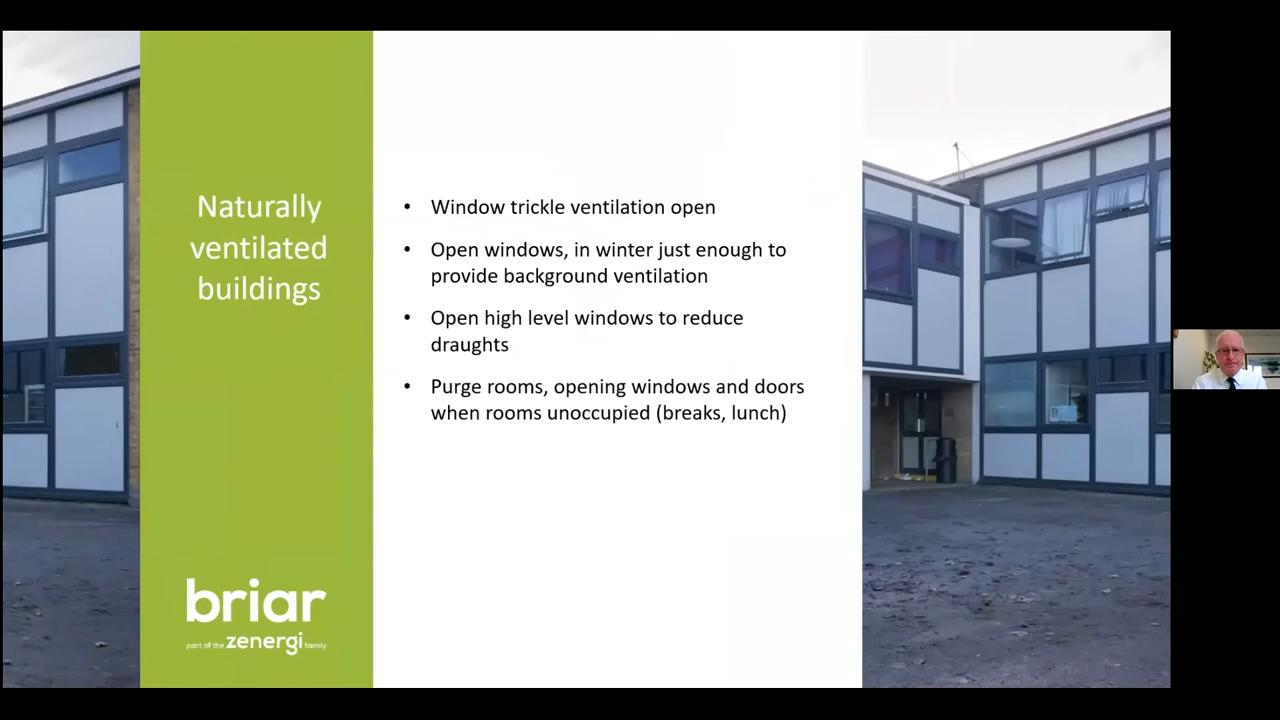 Naturally
ventilated
buildings
• Window trickle ventilation open
• Open windows, in winter just enough to
provide background ventilation
• Open high level windows to reduce
draughts
• Purge rooms, opening windows and doors
when rooms unoccupied (breaks, lunch)
briar
part of the zenergi family